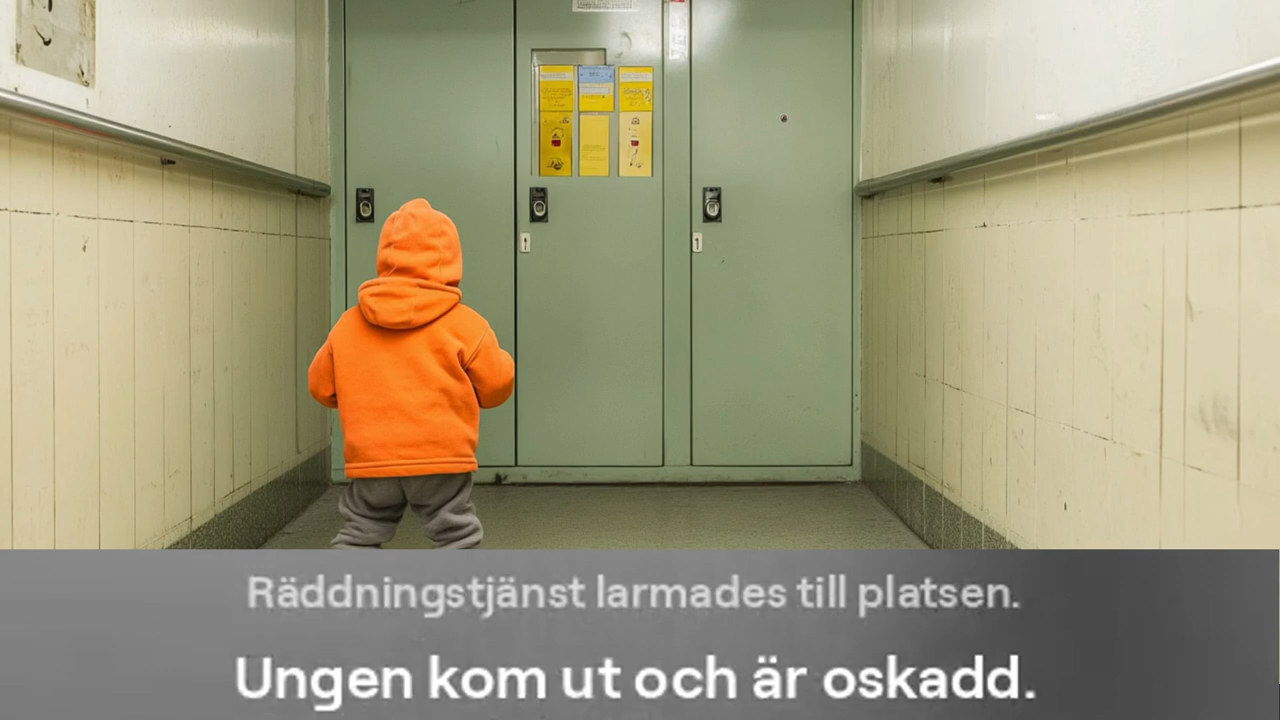 Räddningstjänst larmades till platsen.
Ungen kom ut och är oskadd.